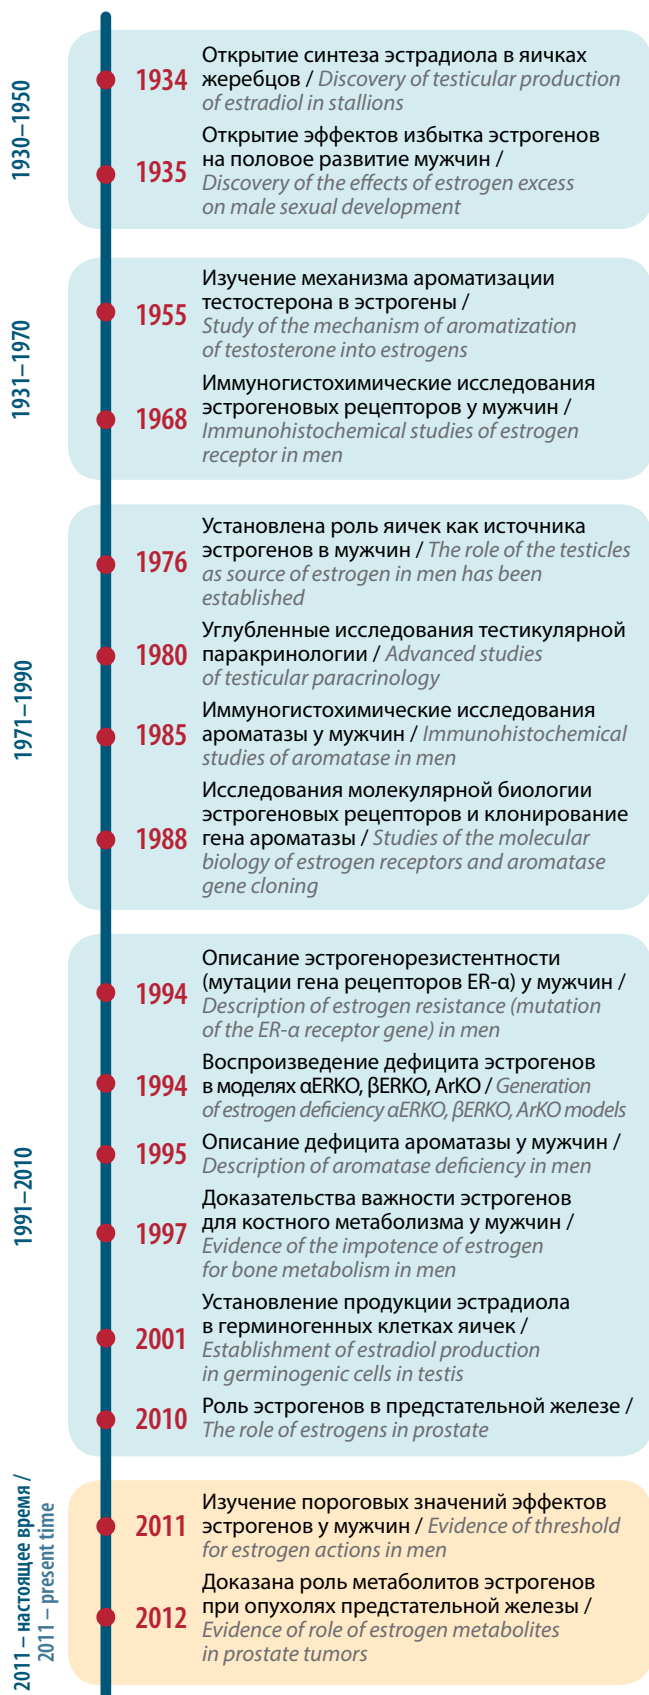 1930–1950
1934
Открытие синтеза эстрадиола в яичках
жеребцов / Discovery of testicular production
of estradiol in stallions
1935
Открытие эффектов избытка эстрогенов
на половое развитие мужчин /
Discovery of the effects of estrogen excess
on male sexual development
1931–1970
1955
Изучение механизма ароматизации
тестостерона в эстрогены /
Study of the mechanism of aromatization
of testosterone into estrogens
1968
Иммуногистохимические исследования
эстрогеновых рецепторов у мужчин /
Immunohistochemical studies of estrogen
receptor in men
1971–1990
1976
Установлена роль яичек как источника
эстрогенов в мужчин / The role of the testicles
as source of estrogen in men has been
established
1980
Углубленные исследования тестикулярной
паракринологии / Advanced studies
of testicular paracrinology
1985
Иммуногистохимические исследования
ароматазы у мужчин / Immunohistochemical
studies of aromatase in men
1988
Исследования молекулярной биологии
эстрогеновых рецепторов и клонирование
гена ароматазы / Studies of the molecular
biology of estrogen receptors and aromatase
gene cloning
1991–2010
1994
Описание эстрогенорезистентности
(мутации гена рецепторов ER-α) у мужчин /
Description of estrogen resistance (mutation
of the ER-α receptor gene) in men
1994
Воспроизведение дефицита эстрогенов
в моделях αERKO, βERKO, ArKO / Generation
of estrogen deficiency αERKO, βERKO, ArKO models
1995
Описание дефицита ароматазы у мужчин /
Description of aromatase deficiency in men
1997
Доказательства важности эстрогенов
для костного метаболизма у мужчин /
Evidence of the impotence of estrogen
for bone metabolism in men
2001
Установление продукции эстрадиола
в герминогенных клетках яичек /
Establishment of estradiol production
in germinogenic cells in testis
2010
Роль эстрогенов в предстательной железе /
The role of estrogens in prostate
2011 – настоящее время /
2011 – present time
2011
Изучение пороговых значений эффектов
эстрогенов у мужчин / Evidence of threshold
for estrogen actions in men
2012
Доказана роль метаболитов эстрогенов
при опухолях предстательной железы /
Evidence of role of estrogen metabolites
in prostate tumors